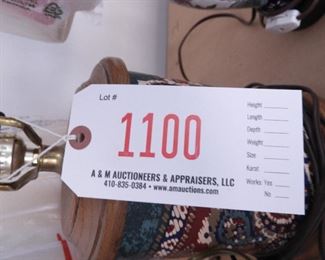 Lot #
1100
A & M AUCTIONEERS & APPRAISERS, LLC
410-835-0384 • www.amauctions.com
Height
Length
Depth
Weight
Size
Karat
Works: Yes
No